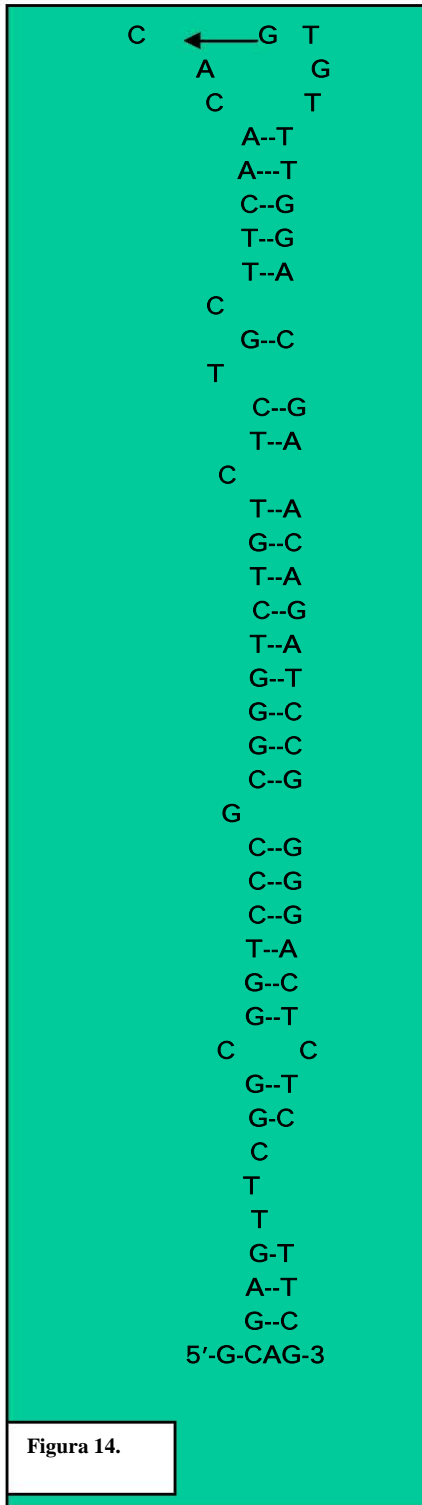 C G T
A G
C T
A--T
A---T
C--G
T--G
T--A
C
G--C
T
C--G
T--A
C
T--A
G--C
T--A
C--G
T--A
G--T
G--C
G--C
C--G
G
C--G
C--G
C--G
T--A
G--C
G--T
C C
G--T
G-C
C
T
T
G-T
A--T
G--C
5'-G-CAG-3
Figura 14.